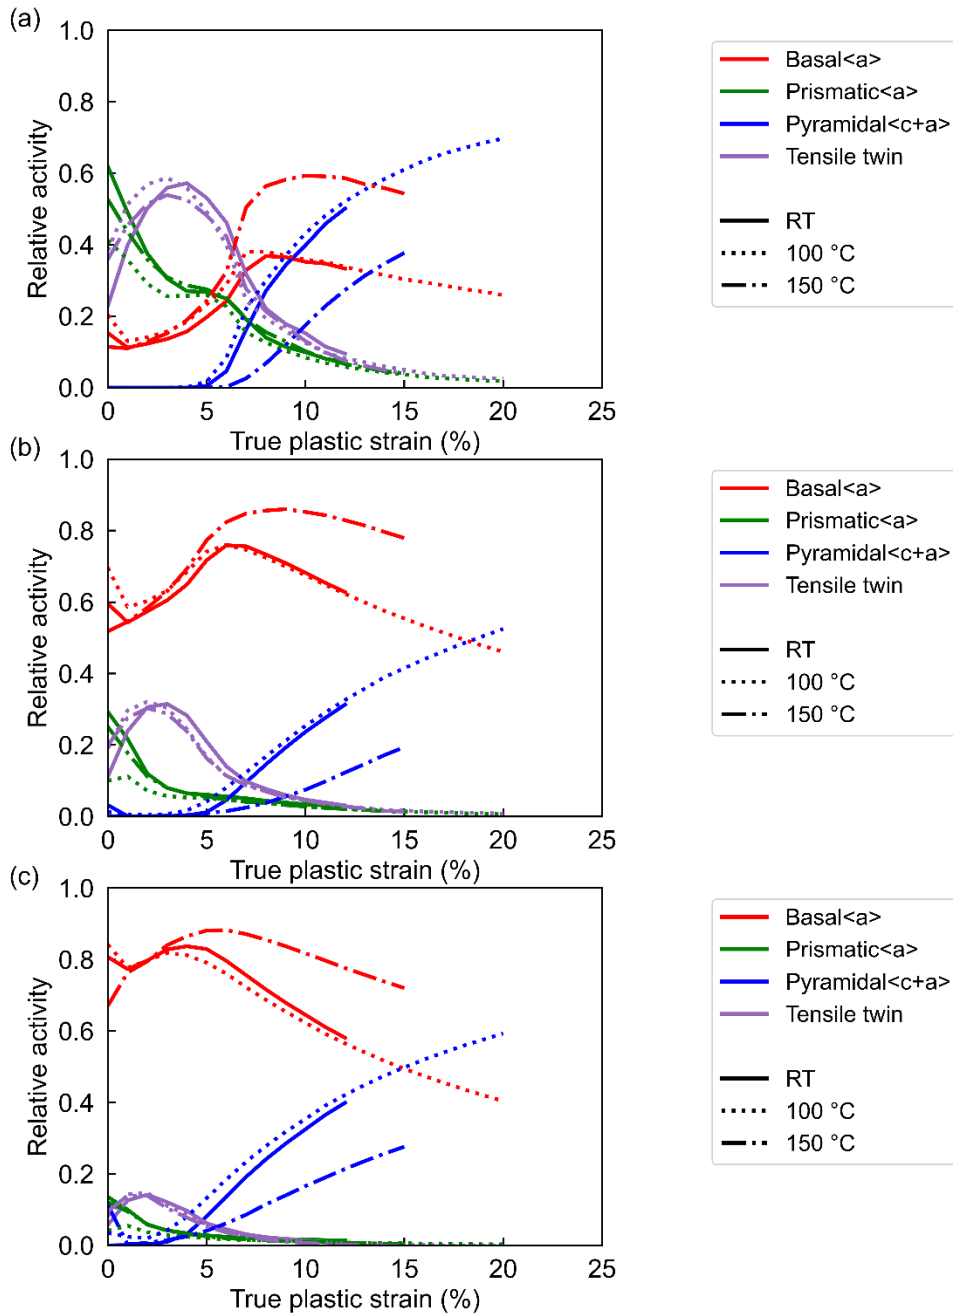 (a)
1.0
0.8
0.6
0.4
0.2
0.0
Relative activity
0 5 10 15 20 25
True plastic strain (%)
Basal<a>
Prismatic<a>
Pyramidal<c+a>
Tensile twin
RT
100 °C
150 °C
(b)
1.0
0.8
0.6
0.4
0.2
0.0
Relative activity
0 5 10 15 20 25
True plastic strain (%)
Basal<a>
Prismatic<a>
Pyramidal<c+a>
Tensile twin
RT
100 °C
150 °C
(c)
1.0
0.8
0.6
0.4
0.2
0.0
Relative activity
0 5 10 15 20 25
True plastic strain (%)
Basal<a>
Prismatic<a>
Pyramidal<c+a>
Tensile twin
RT
100 °C
150 °C